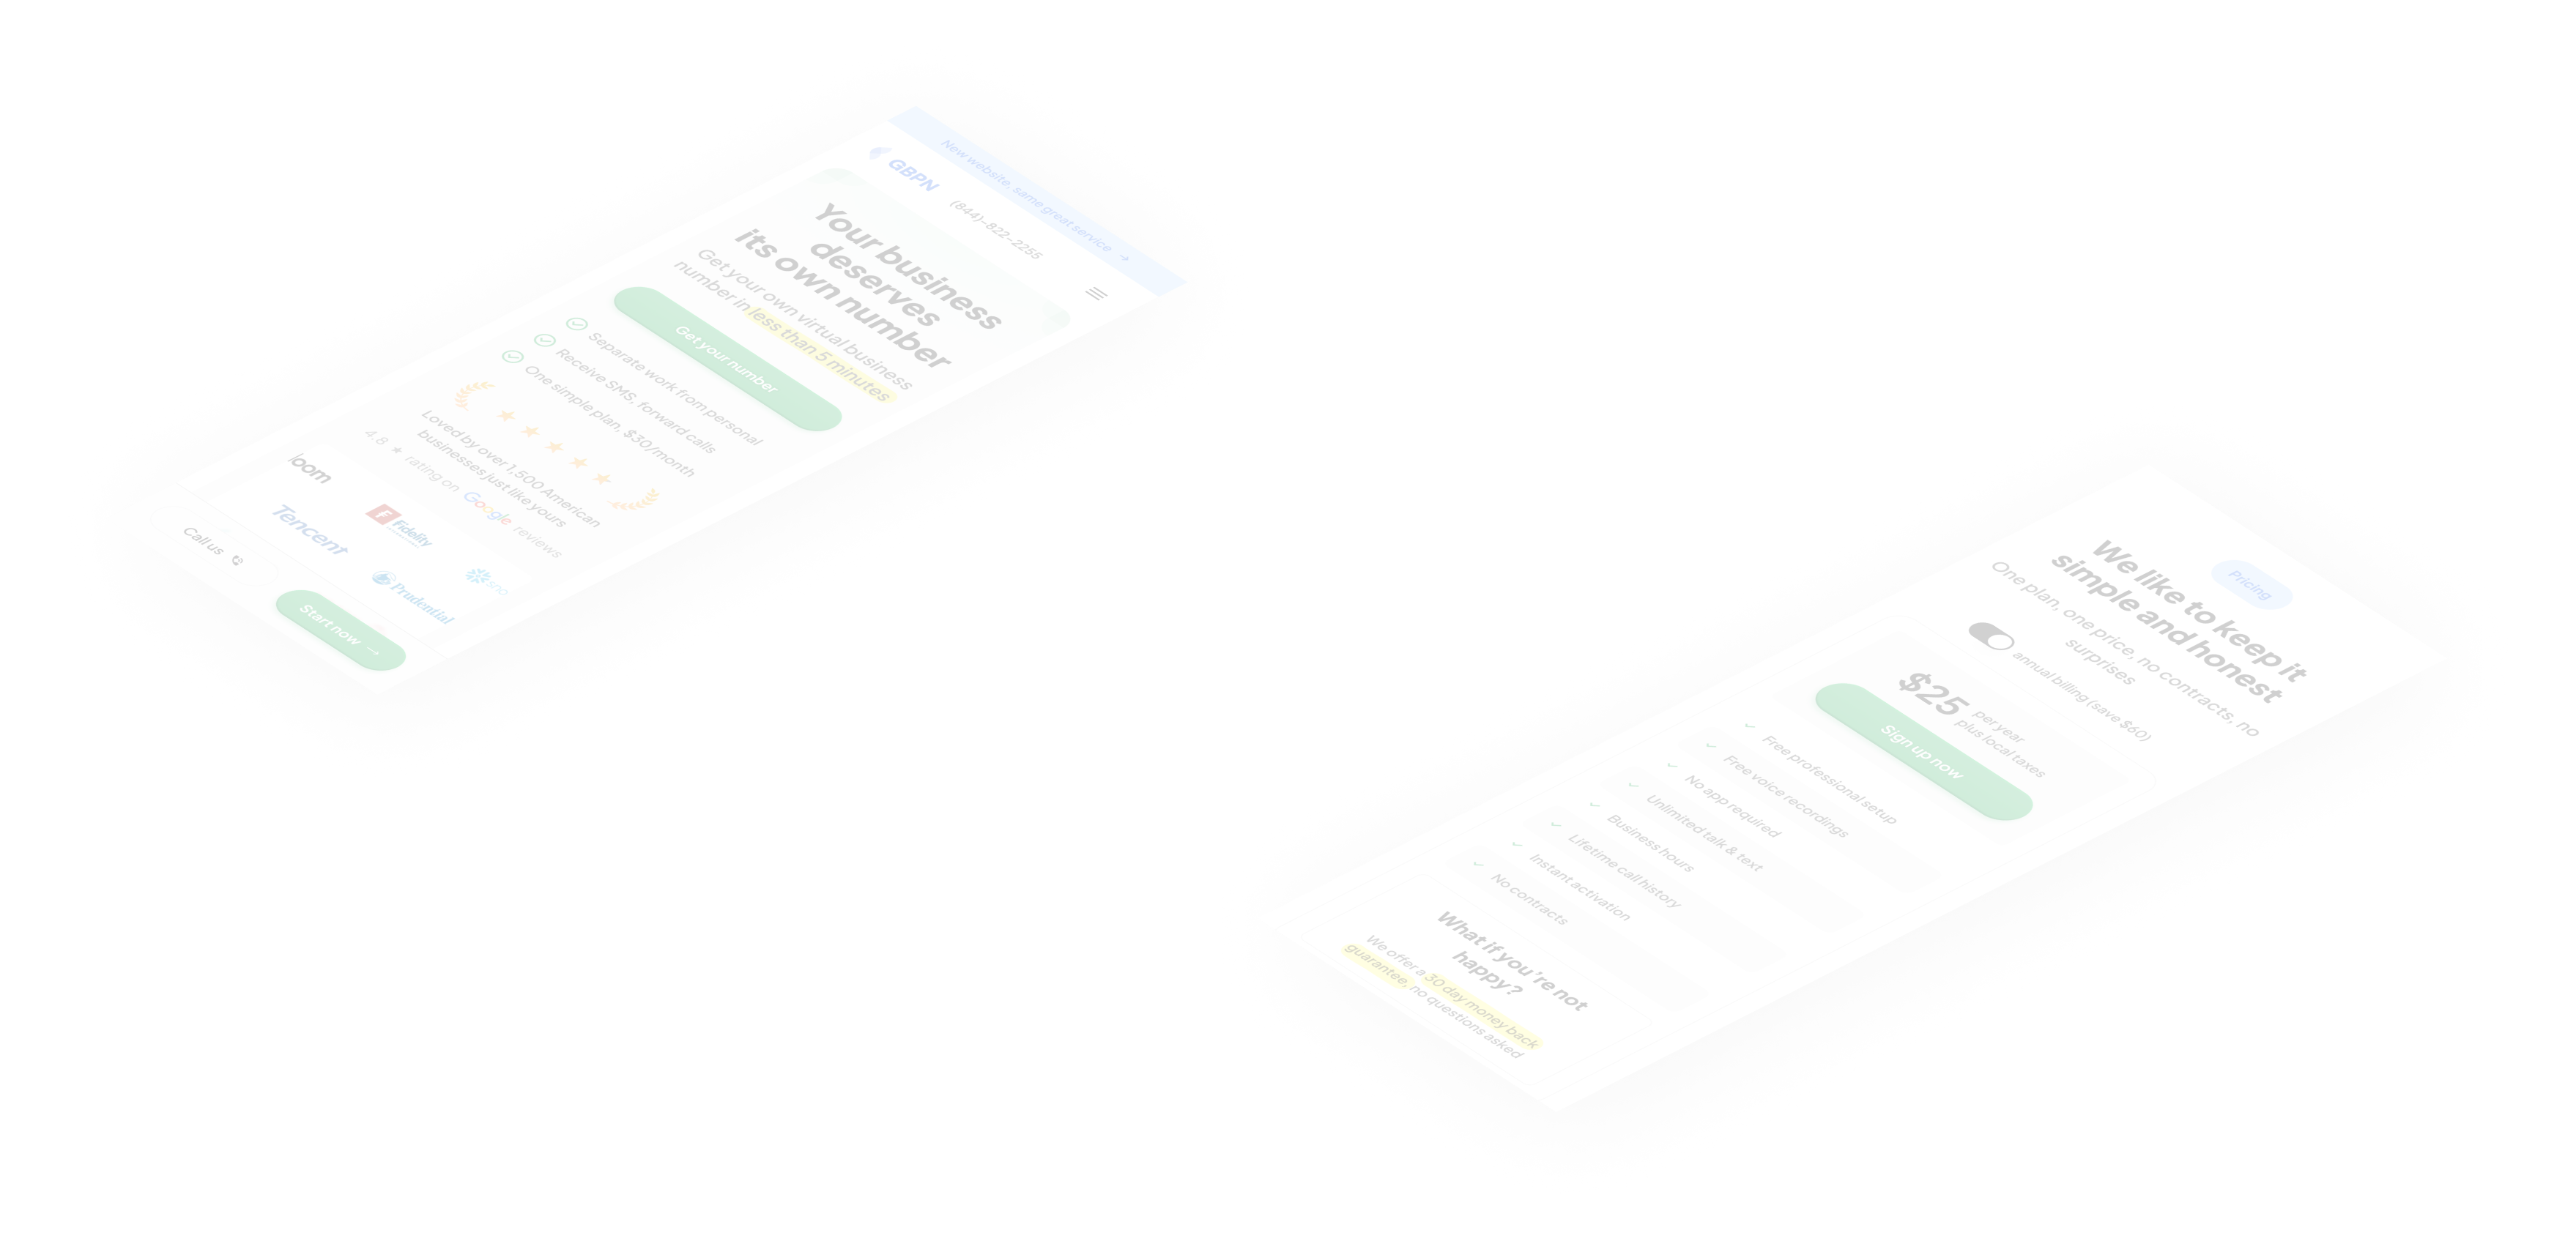 New website, same great service →
GBPN
(844)-822-2255
Your business
deserves
its own number
Get your own virtual business
number in less than 5 minutes
Get your number
Separate work from personal
Receive SMS, forward calls
One simple plan, $30/month
Loved by over 1,500 American
businesses just like yours
4.8 ★ rating on Google reviews
loom
Fidelity
Tencent
Prudential
Call us
Start now →
Pricing
We like to keep it
simple and honest
One plan, one price, no contracts, no
surprises
annual billing (save $60)
$25
per year
plus local taxes
Sign up now
Free professional setup
Free voice recordings
No app required
Unlimited talk & text
Business hours
Lifetime call history
Instant activation
No contracts
What if you're not
happy?
We offer a 30 day money back
guarantee, no questions asked